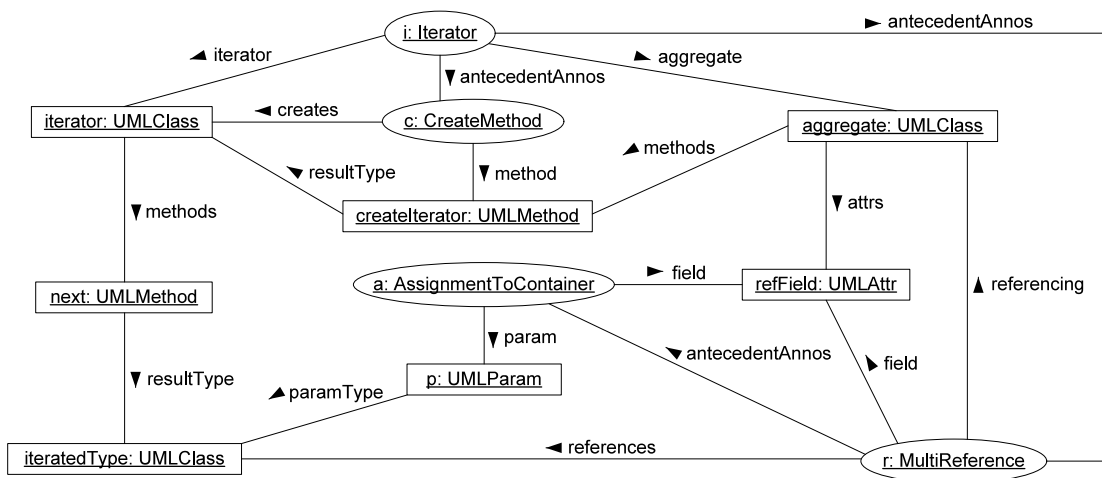 i: Iterator
antecedentAnnos
iterator
aggregate
antecedentAnnos
iterator: UMLClass
creates
c: CreateMethod
aggregate: UMLClass
methods
resultType
method
createIterator: UMLMethod
methods
attrs
a: AssignmentToContainer
field
refField: UMLAttr
referencing
next: UMLMethod
param
antecedentAnnos
field
resultType
paramType
p: UMLParam
iteratedType: UMLClass
references
r: MultiReference